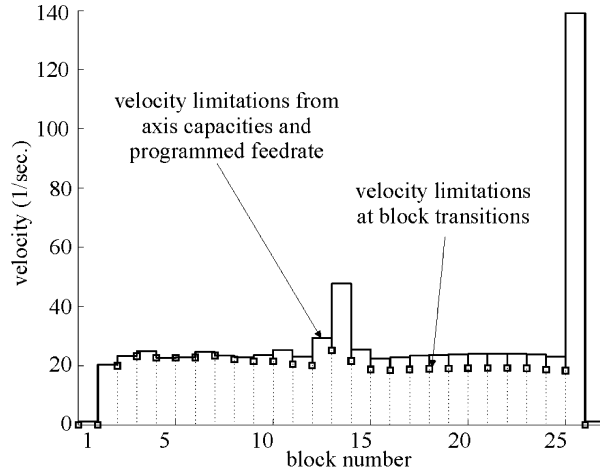 140
120
140
80
60
40
20
0
velocity (1/sec.)
velocity limitations from
axis capacities and
programmed feedrate
velocity limitations
at block transitions
1
5
10
15
20
25
block number